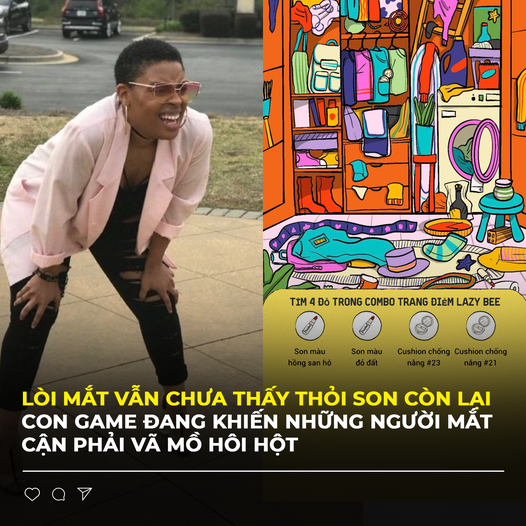 TÌM 4 ĐỒ TRONG COMBO TRANG ĐIỂM LAZY BEE
Son màu
hồng san hô
Son màu
đỏ đất
Cushion chống
nắng #23
Cushion chống
nắng #21
LÒI MẮT VẪN CHƯA THẤY THỎI SON CÒN LẠI
CON GAME ĐANG KHIẾN NHỮNG NGƯỜI MẮT
CẬN PHẢI VÃ MỒ HÔI HỘT